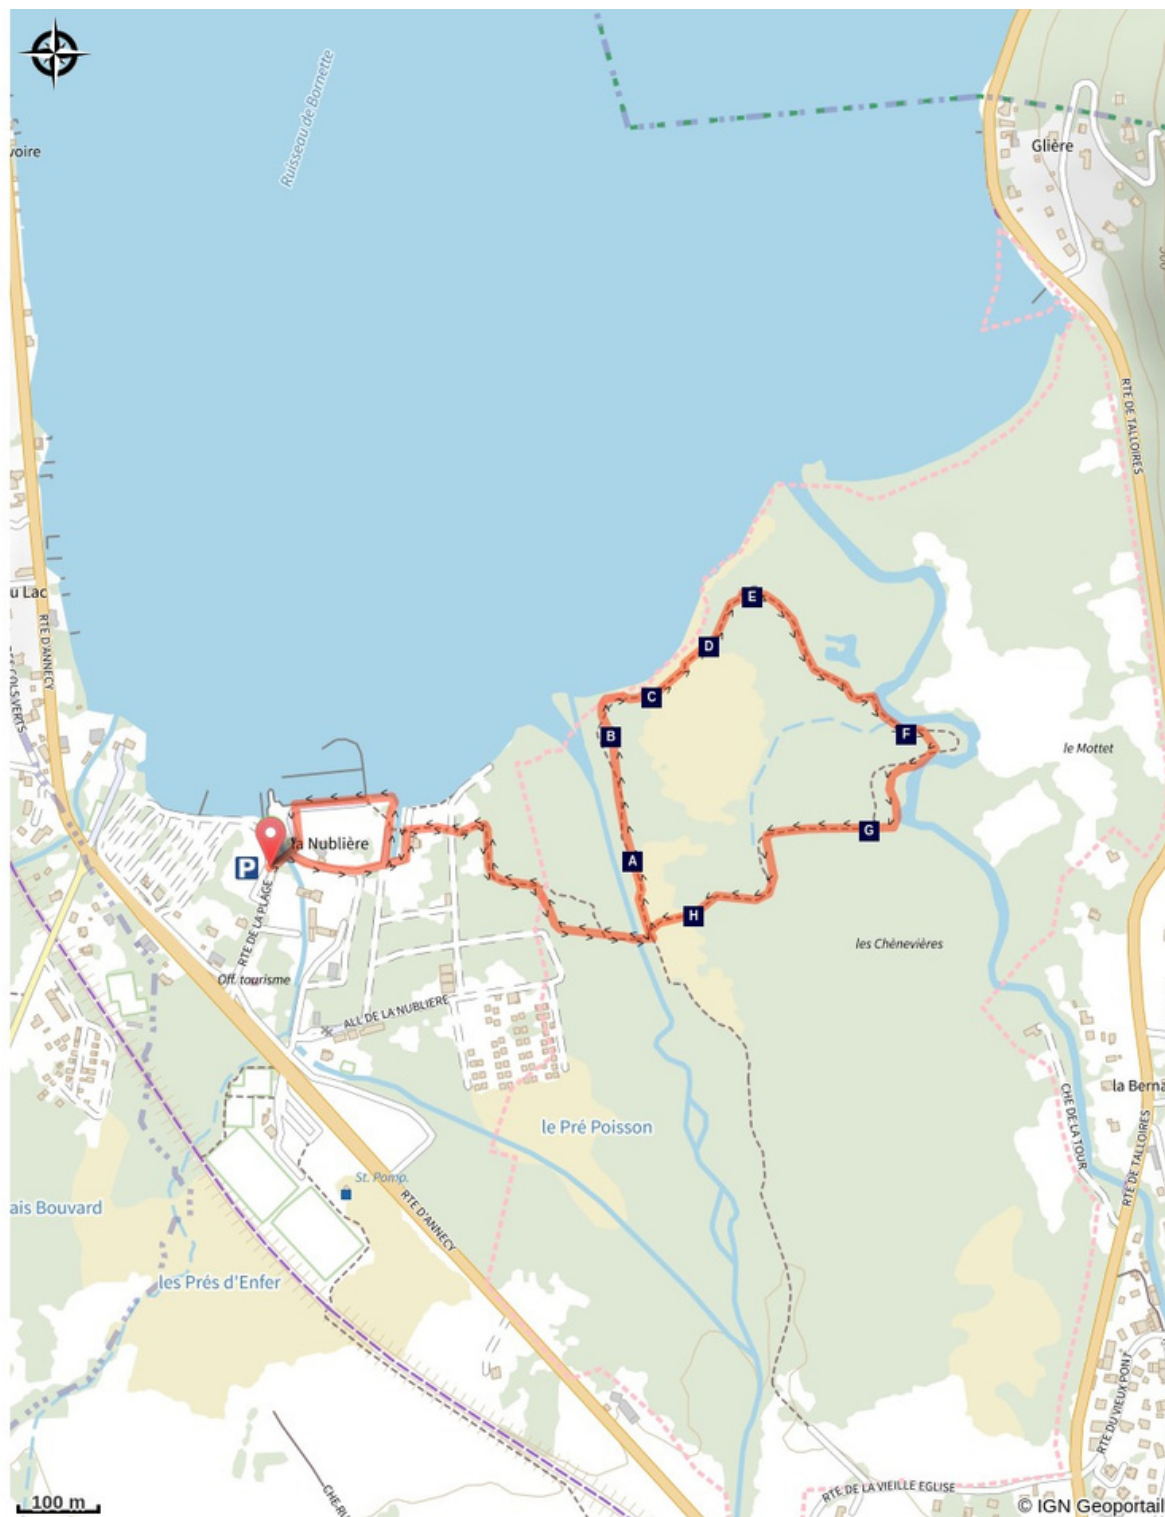 Ruisseau de Bornette
voire
Glière
RTE DE TALLOIRES
u Lac
RTE D'ANNECY
E
D
C
B
F
le Mottet
la Nublière
A
G
P
RTE DE LA PLAGE
H
les Chènevières
Off. tourisme
ALL DE LA NUBLIÈRE
la Berna
CHE DE LA TOUR
le Pré Poisson
RTE DE TALLOIRES
St. Pomp.
ais Bouvard
RTE D'ANNECY
les Prés d'Enfer
RTE DU VIEUX PONT
RTE DE LA VIEILLE EGLISE
100 m
© IGN Geoportail